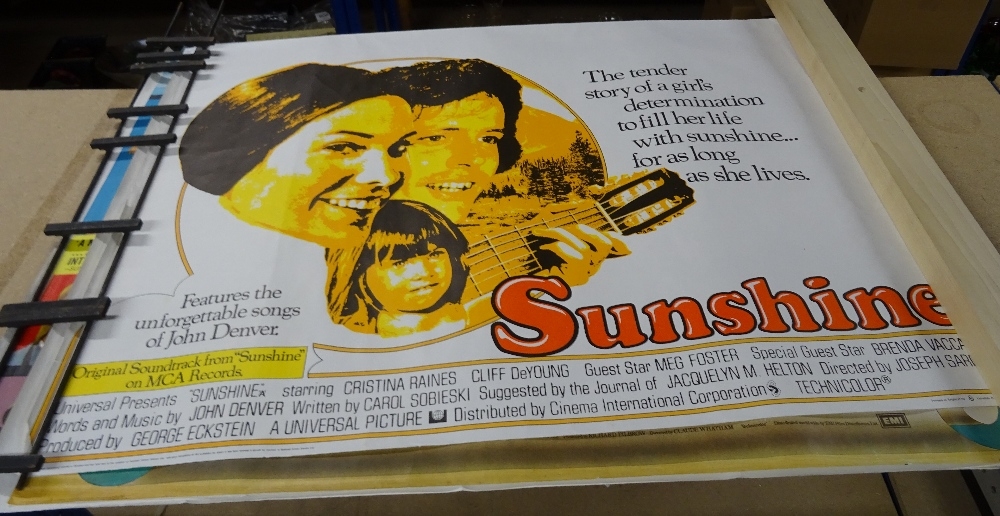 The tender
story of a girl's
determination
to fill her life
with sunshine...
for as long
as she lives.
Features the
unforgettable songs
of John Denver.
Original Soundtrack from "Sunshine"
on MCA Records.
Sunshine
Universal Presents "SUNSHINE" starring CRISTINA RAINES CLIFF DeYOUNG Guest Star MEG FOSTER Special Guest Star BRENDA VACCA
Words and Music by JOHN DENVER Written by CAROL SOBIESKI Suggested by the Journal of JACQUELYN M HELTON Directed by JOSEPH SAR
Produced by GEORGE ECKSTEIN A UNIVERSAL PICTURE Distributed by Cinema International Corporation TECHNICOLOR®
CLAUDE WHATHAM
EMI